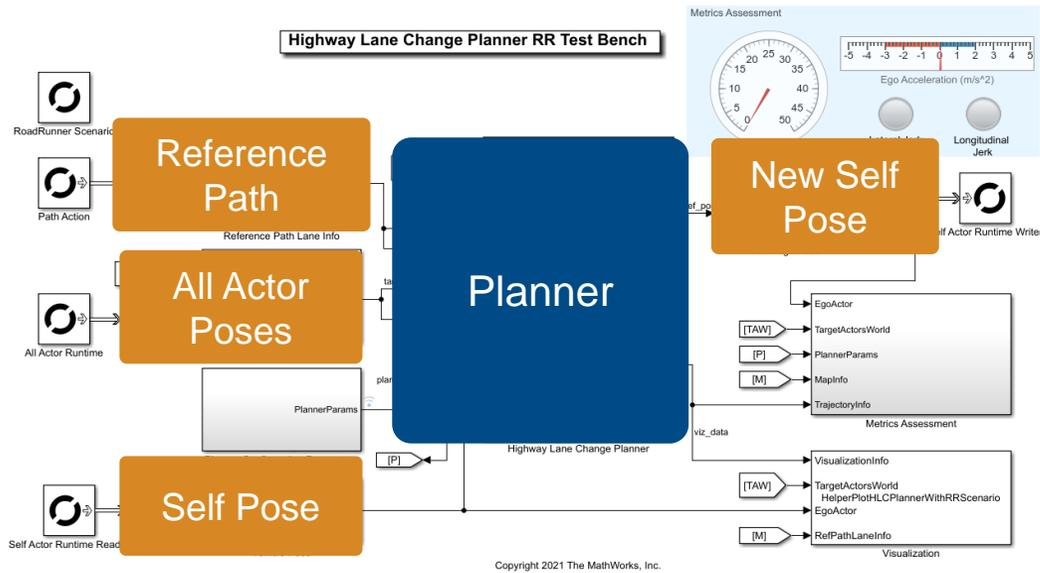 Metrics Assessment
Highway Lane Change Planner RR Test Bench
0
5
10
15
20
25
30
35
40
45
50
-5 -4 -3 -2 -1 0 1 2 3 4 5
Ego Acceleration (m/s^2)
Longitudinal
Jerk
RoadRunner Scenario
Reference
Path
Path Action
Reference Path Lane Info
All Actor
Poses
All Actor Runtime
PlannerParams
[P]
Self Pose
Self Actor Runtime Read
Planner
Highway Lane Change Planner
viz_data
New Self
Pose
Self Actor Runtime Write
EgoActor
[TAW]
TargetActorsWorld
[P]
PlannerParams
[M]
MapInfo
TrajectoryInfo
Metrics Assessment
VisualizationInfo
[TAW]
TargetActorsWorld
HelperPlotHLCPlannerWithRRScenario
EgoActor
[M]
RefPathLaneInfo
Visualization
Copyright 2021 The MathWorks, Inc.